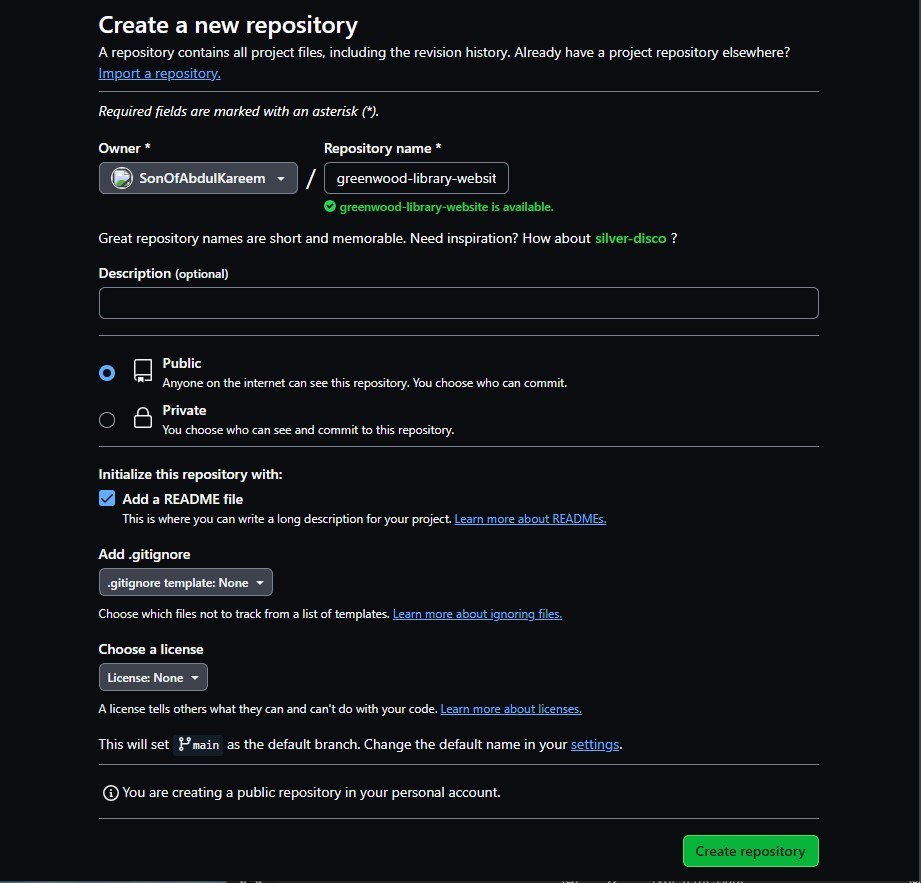 Create a new repository
A repository contains all project files, including the revision history. Already have a project repository elsewhere?
Import a repository.
Required fields are marked with an asterisk (*).
Owner * Repository name *
SonOfAbdulKareem / greenwood-library-websit
greenwood-library-website is available.
Great repository names are short and memorable. Need inspiration? How about silver-disco ?
Description (optional)
Public
Anyone on the internet can see this repository. You choose who can commit.
Private
You choose who can see and commit to this repository.
Initialize this repository with:
Add a README file
This is where you can write a long description for your project. Learn more about READMEs.
Add .gitignore
.gitignore template: None
Choose which files not to track from a list of templates. Learn more about ignoring files.
Choose a license
License: None
A license tells others what they can and can't do with your code. Learn more about licenses.
This will set main as the default branch. Change the default name in your settings.
You are creating a public repository in your personal account.
Create repository